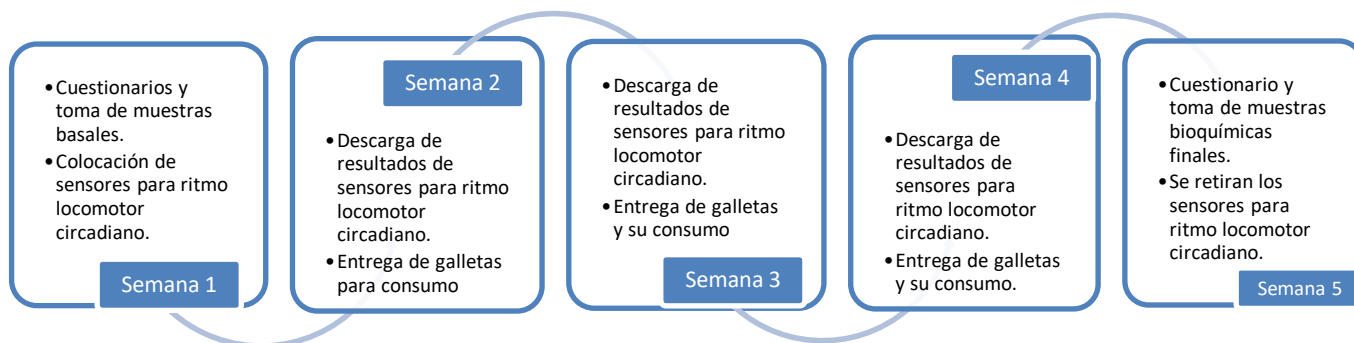 •Cuestionarios y
toma de muestras
basales.
•Colocación de
sensores para ritmo
locomotor
circadiano.
Semana 1
Semana 2
•Descarga de
resultados de
sensores para ritmo
locomotor
circadiano.
•Entrega de galletas
para consumo
•Descarga de
resultados de
sensores para ritmo
locomotor
circadiano.
•Entrega de galletas
y su consumo
Semana 3
Semana 4
•Descarga de
resultados de
sensores para
ritmo locomotor
circadiano.
•Entrega de galletas
y su consumo.
•Cuestionario y
toma de muestras
bioquímicas
finales.
•Se retiran los
sensores para
ritmo locomotor
circadiano.
Semana 5